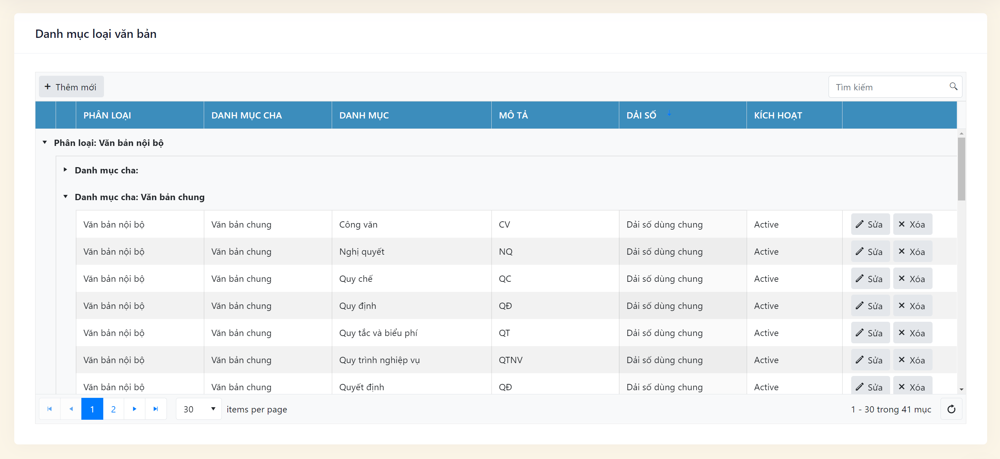 Danh mục loại văn bản
+ Thêm mới
Tìm kiếm
PHÂN LOẠI DANH MỤC CHA DANH MỤC MÔ TẢ DẢI SỐ KÍCH HOẠT
Phân loại: Văn bản nội bộ
Danh mục cha:
Danh mục cha: Văn bản chung
Văn bản nội bộ Văn bản chung Công văn CV Dải số dùng chung Active Sửa Xóa
Văn bản nội bộ Văn bản chung Nghị quyết NQ Dải số dùng chung Active Sửa Xóa
Văn bản nội bộ Văn bản chung Quy chế QC Dải số dùng chung Active Sửa Xóa
Văn bản nội bộ Văn bản chung Quy định QĐ Dải số dùng chung Active Sửa Xóa
Văn bản nội bộ Văn bản chung Quy tắc và biểu phí QT Dải số dùng chung Active Sửa Xóa
Văn bản nội bộ Văn bản chung Quy trình nghiệp vụ QTNV Dải số dùng chung Active Sửa Xóa
Văn bản nội bộ Văn bản chung Quyết định QĐ Dải số dùng chung Active Sửa Xóa
1 2 30 items per page 1 - 30 trong 41 mục